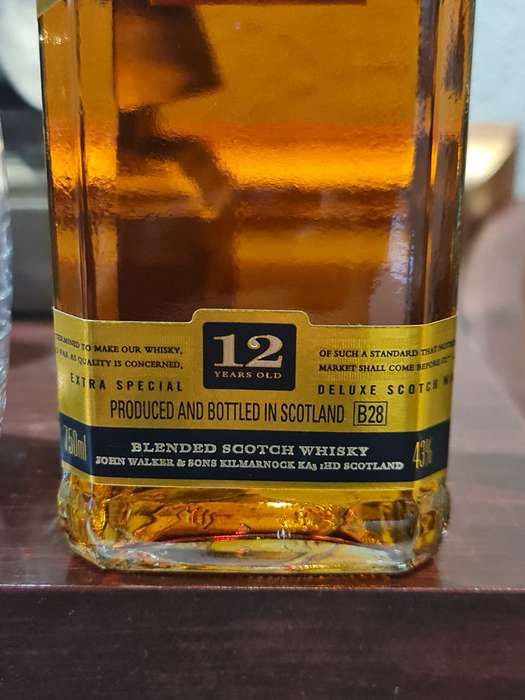 12
YEARS OLD
TO MAKE OUR WHISKY,
AS QUALITY IS CONCERNED,
OF SUCH A STANDARD THAT
MARKET SHALL COME BEFORE
EXTRA SPECIAL
DELUXE SCOTCH
PRODUCED AND BOTTLED IN SCOTLAND B28
750ml
BLENDED SCOTCH WHISKY
43%
JOHN WALKER & SONS KILMARNOCK KA3 1HD SCOTLAND